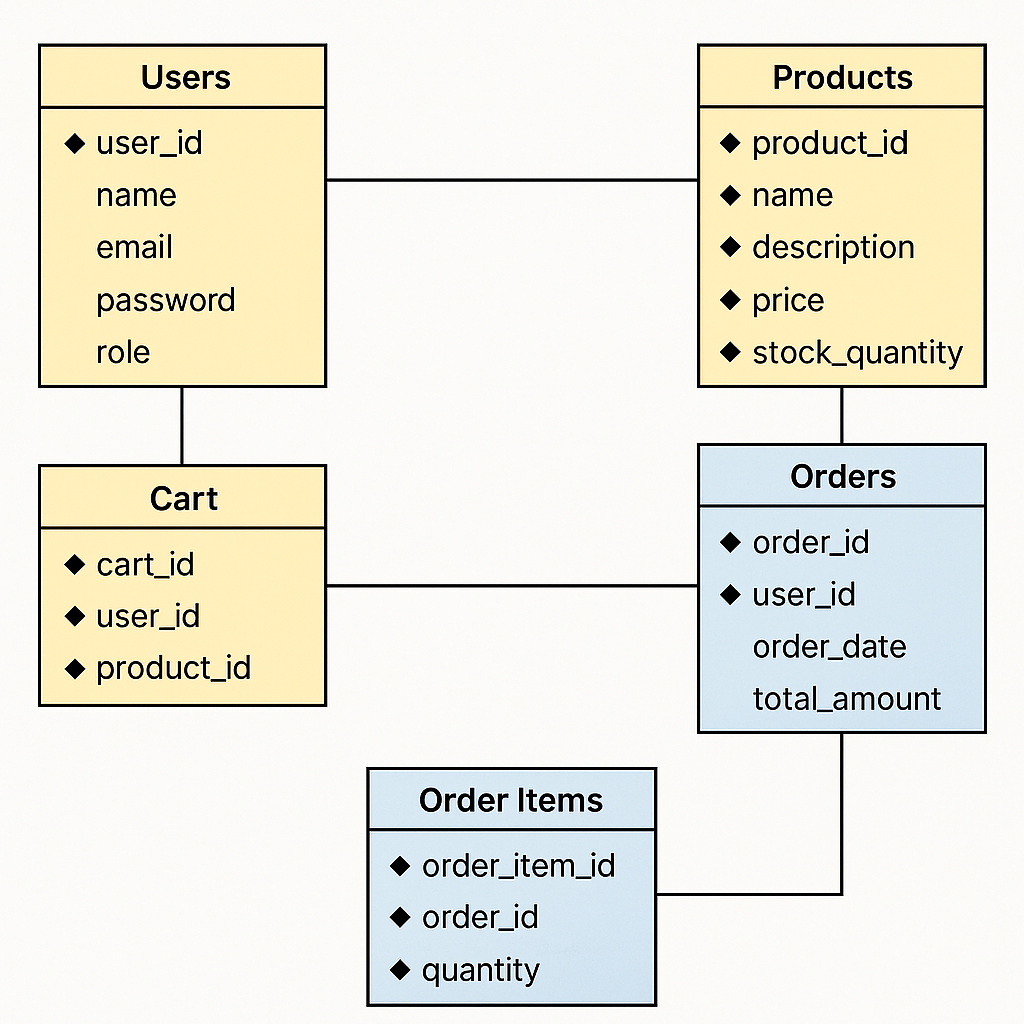 Users
user_id
name
email
password
role
Products
product_id
name
description
price
stock_quantity
Cart
cart_id
user_id
product_id
Orders
order_id
user_id
order_date
total_amount
Order Items
order_item_id
order_id
quantity